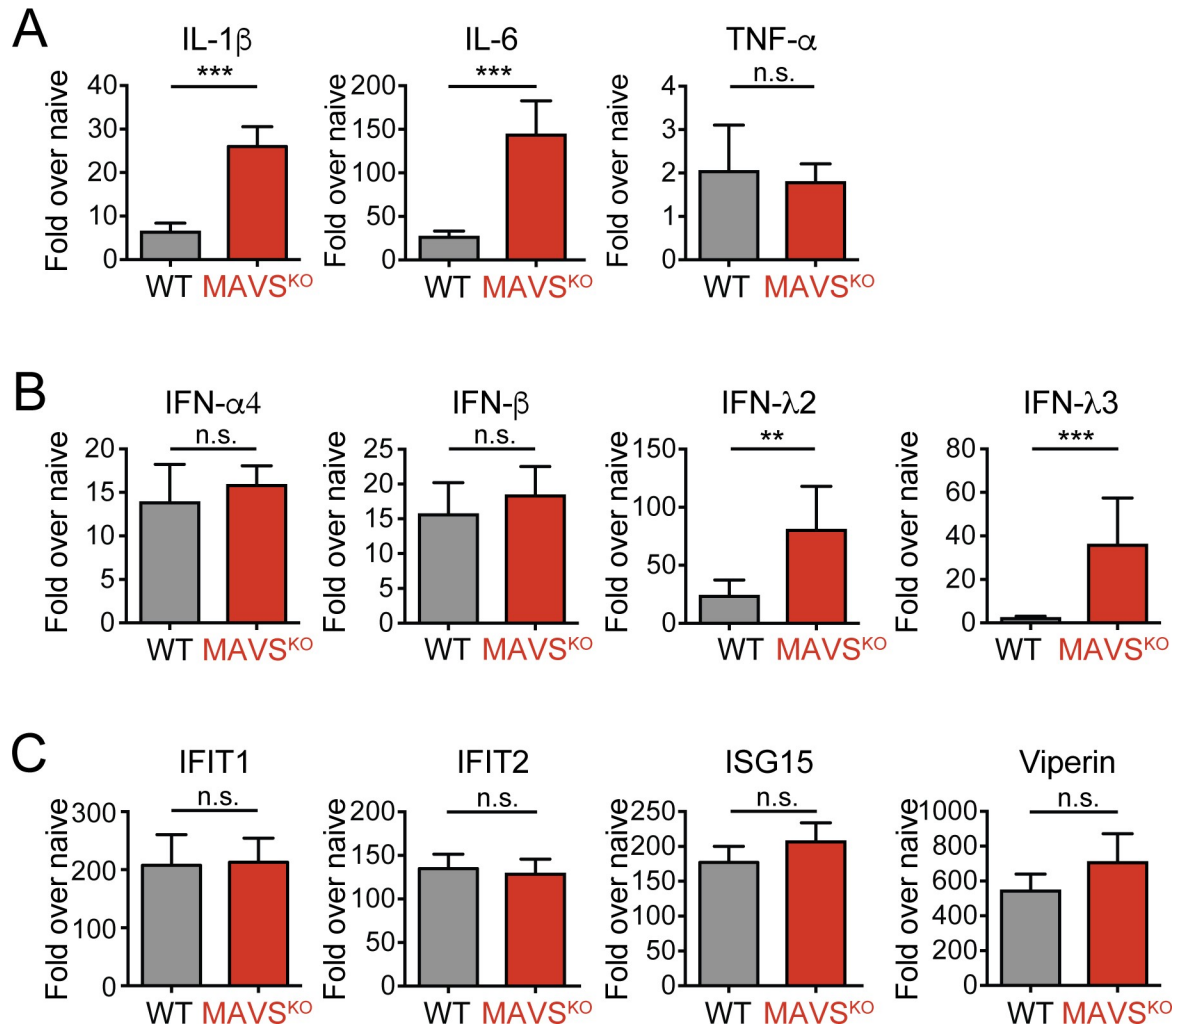 A
IL-1β
***
Fold over naive
40
30
20
10
0
WT MAVSKO
IL-6
***
Fold over naive
200
150
100
50
0
WT MAVSKO
TNF-α
n.s.
Fold over naive
4
3
2
1
0
WT MAVSKO
B
IFN-α4
n.s.
Fold over naive
20
15
10
5
0
WT MAVSKO
IFN-β
n.s.
Fold over naive
25
20
15
10
5
0
WT MAVSKO
IFN-λ2
**
Fold over naive
150
100
50
0
WT MAVSKO
IFN-λ3
***
Fold over naive
80
60
40
20
0
WT MAVSKO
C
IFIT1
n.s.
Fold over naive
300
200
100
0
WT MAVSKO
IFIT2
n.s.
Fold over naive
200
150
100
50
0
WT MAVSKO
ISG15
n.s.
Fold over naive
250
200
150
100
50
0
WT MAVSKO
Viperin
n.s.
Fold over naive
1000
800
600
400
200
0
WT MAVSKO